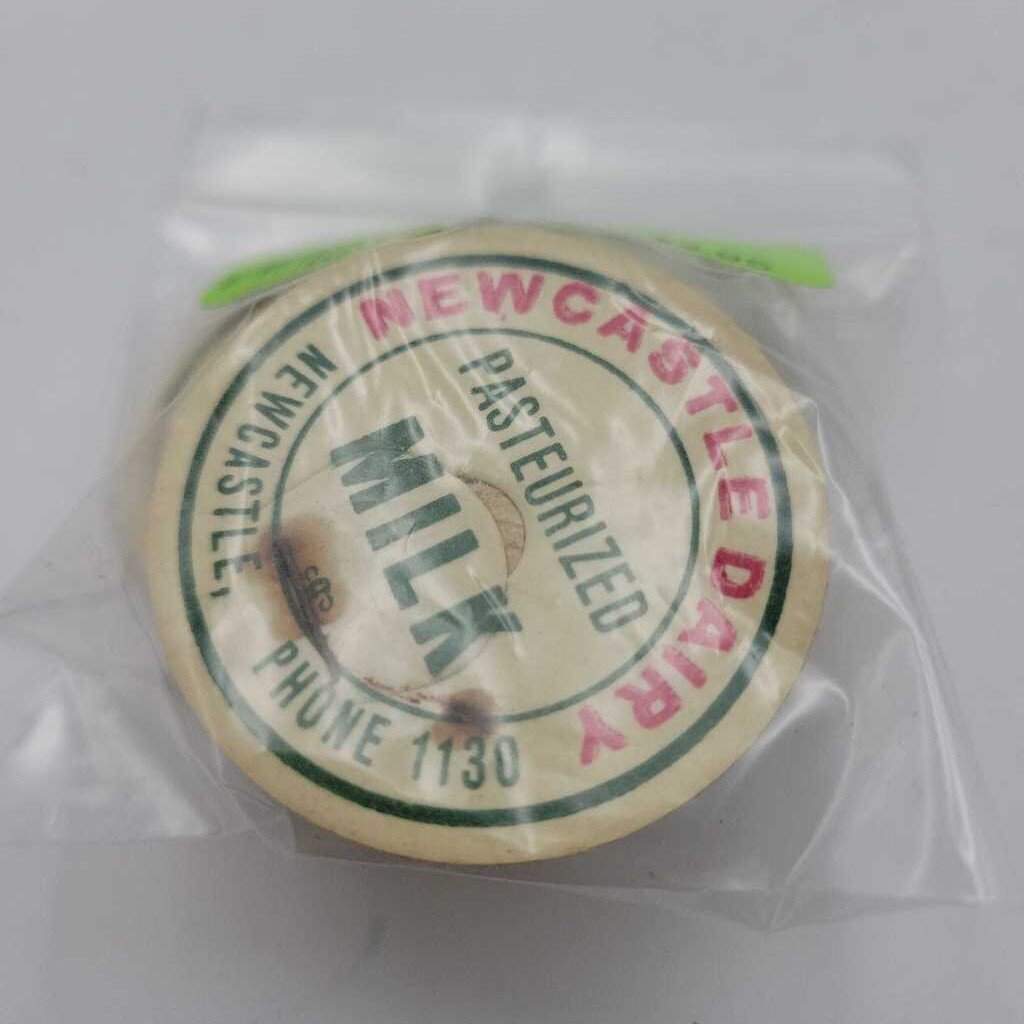 NEWCASTLE DAIRY
PASTEURIZED
MILK
NEWCASTLE,
PHONE 1130